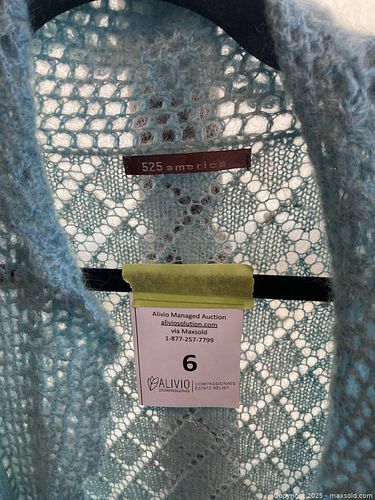 525 america
Alivio Managed Auction
aliviosolution.com
via Maxsold
1-877-257-7799
6
ALIVIO
DOWNSIZING
COMPASSIONATE
ESTATE RELIEF
Copyright 2025 - maxsold.com